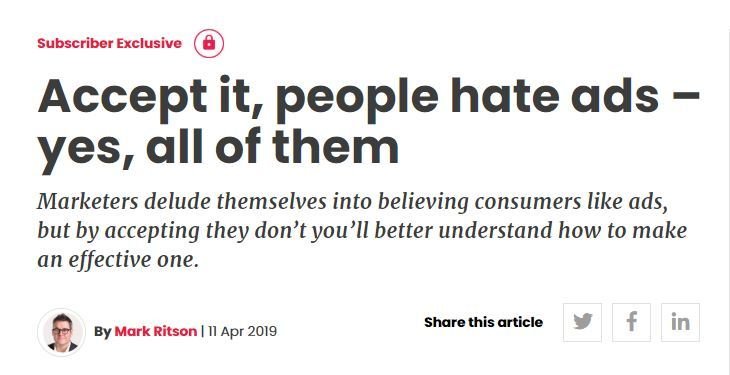 Subscriber Exclusive
Accept it, people hate ads –
yes, all of them
Marketers delude themselves into believing consumers like ads,
but by accepting they don’t you’ll better understand how to make
an effective one.
By Mark Ritson | 11 Apr 2019
Share this article